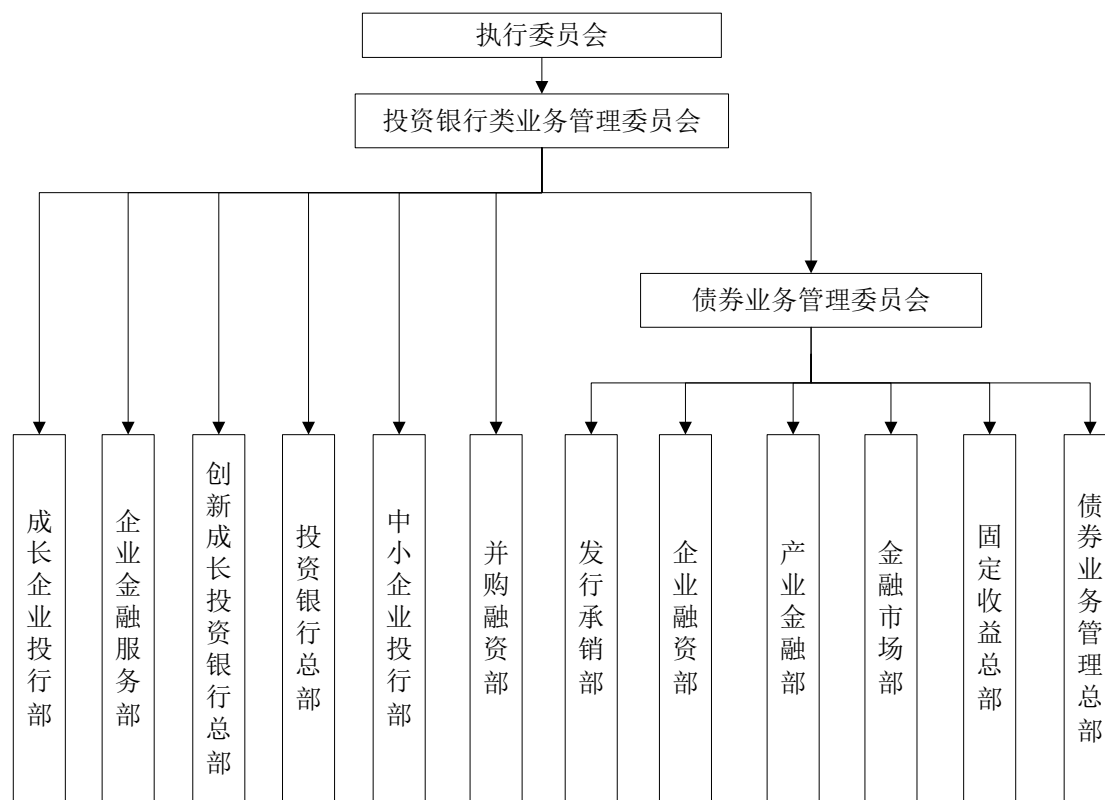 执行委员会
投资银行类业务管理委员会
债券业务管理委员会
成长企业投行部
企业金融服务部
创新成长投资银行总部
投资银行总部
中小企业投行部
并购融资部
发行承销部
企业融资部
产业金融部
金融市场部
固定收益总部
债券业务管理总部